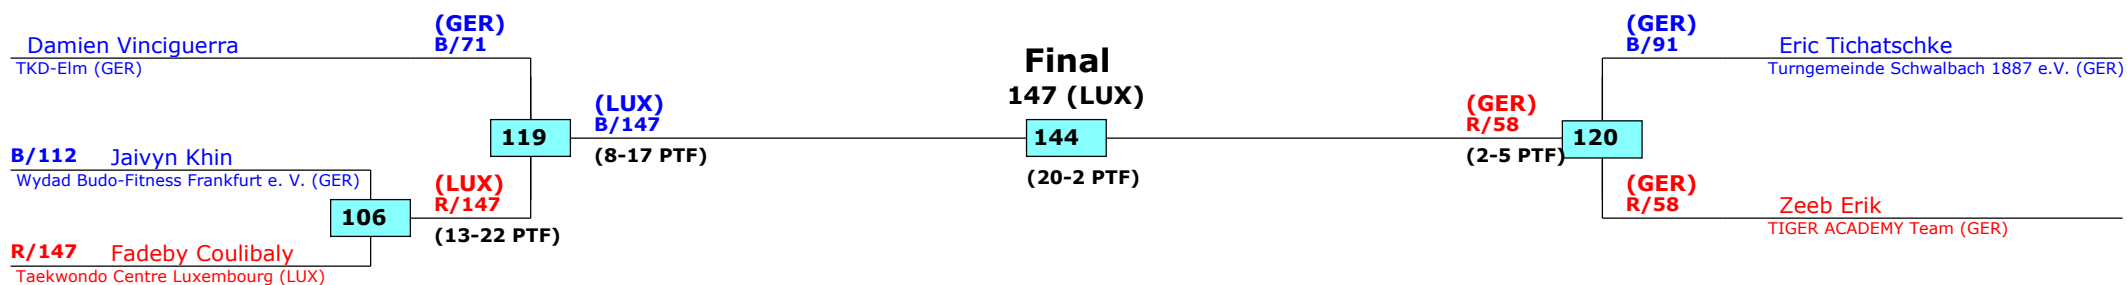 (GER)
B/71
Damien Vinciguerra
TKD-Elm (GER)
B/112 Jaivyn Khin
Wydad Budo-Fitness Frankfurt e. V. (GER)
106
R/147 Fadeby Coulibaly
Taekwondo Centre Luxembourg (LUX)
(LUX)
R/147
(13-22 PTF)
119
(LUX)
B/147
(8-17 PTF)
Final
147 (LUX)
144
(20-2 PTF)
(GER)
R/58
(2-5 PTF)
120
(GER)
B/91
Eric Tichatschke
Turngemeinde Schwalbach 1887 e.V. (GER)
(GER)
R/58
Zeeb Erik
TIGER ACADEMY Team (GER)